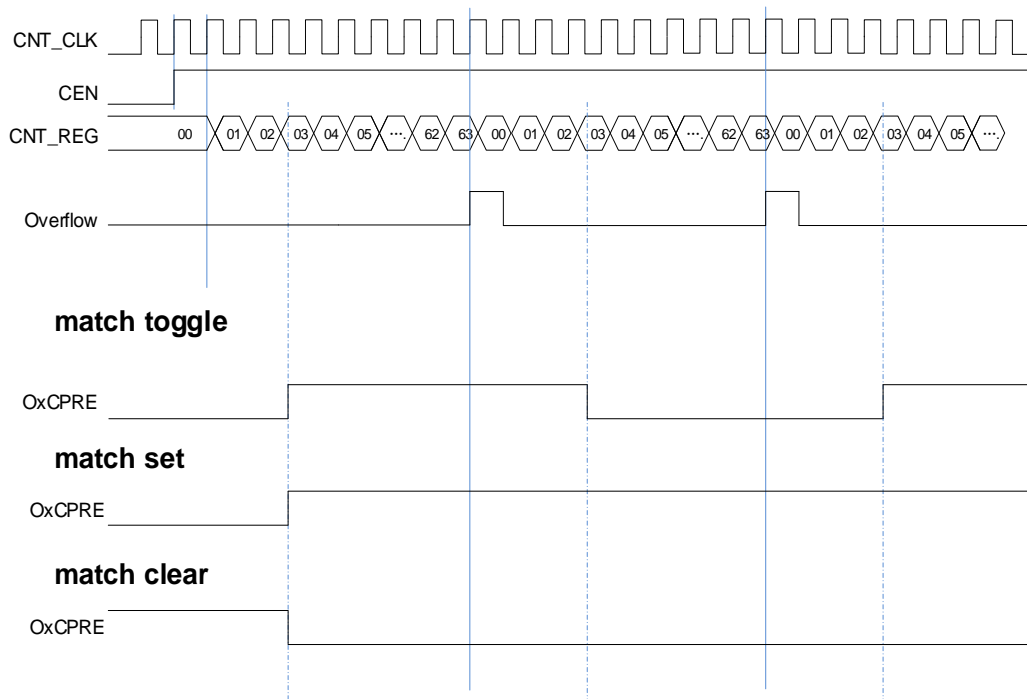 CNT_CLK
CEN
CNT_REG 00 01 02 03 04 05 ···. 62 63 00 01 02 03 04 05 ···. 62 63 00 01 02 03 04 05 ···.
Overflow
match toggle
OxCPRE
match set
OxCPRE
match clear
OxCPRE